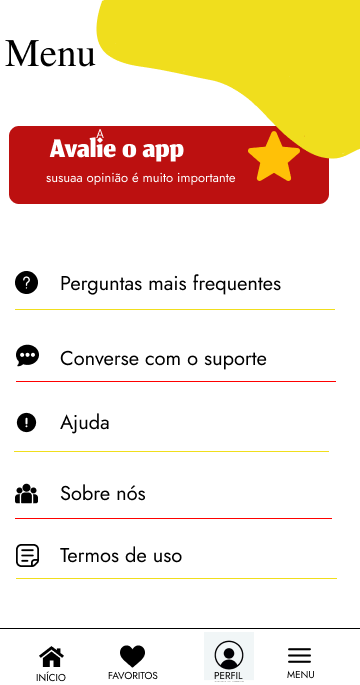 Menu
A
Avalie o app
susuaa opinião é muito importante
Perguntas mais frequentes
Converse com o suporte
Ajuda
Sobre nós
Termos de uso
INÍCIO
FAVORITOS
PERFIL
MENU